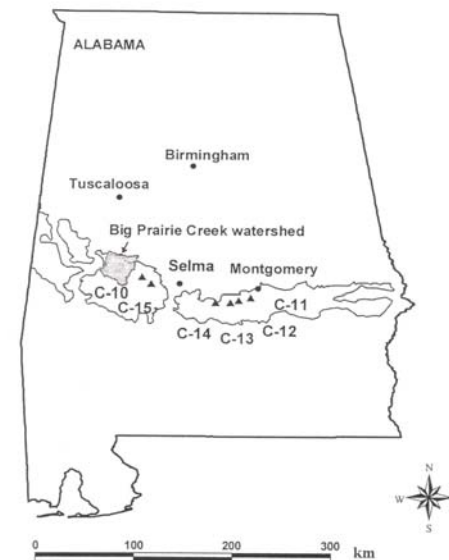 ALABAMA
Birmingham
Tuscaloosa
Big Prairie Creek watershed
Selma
Montgomery
C-10
C-15
C-11
C-14
C-13
C-12
N
W
E
S
0 100 200 300 km